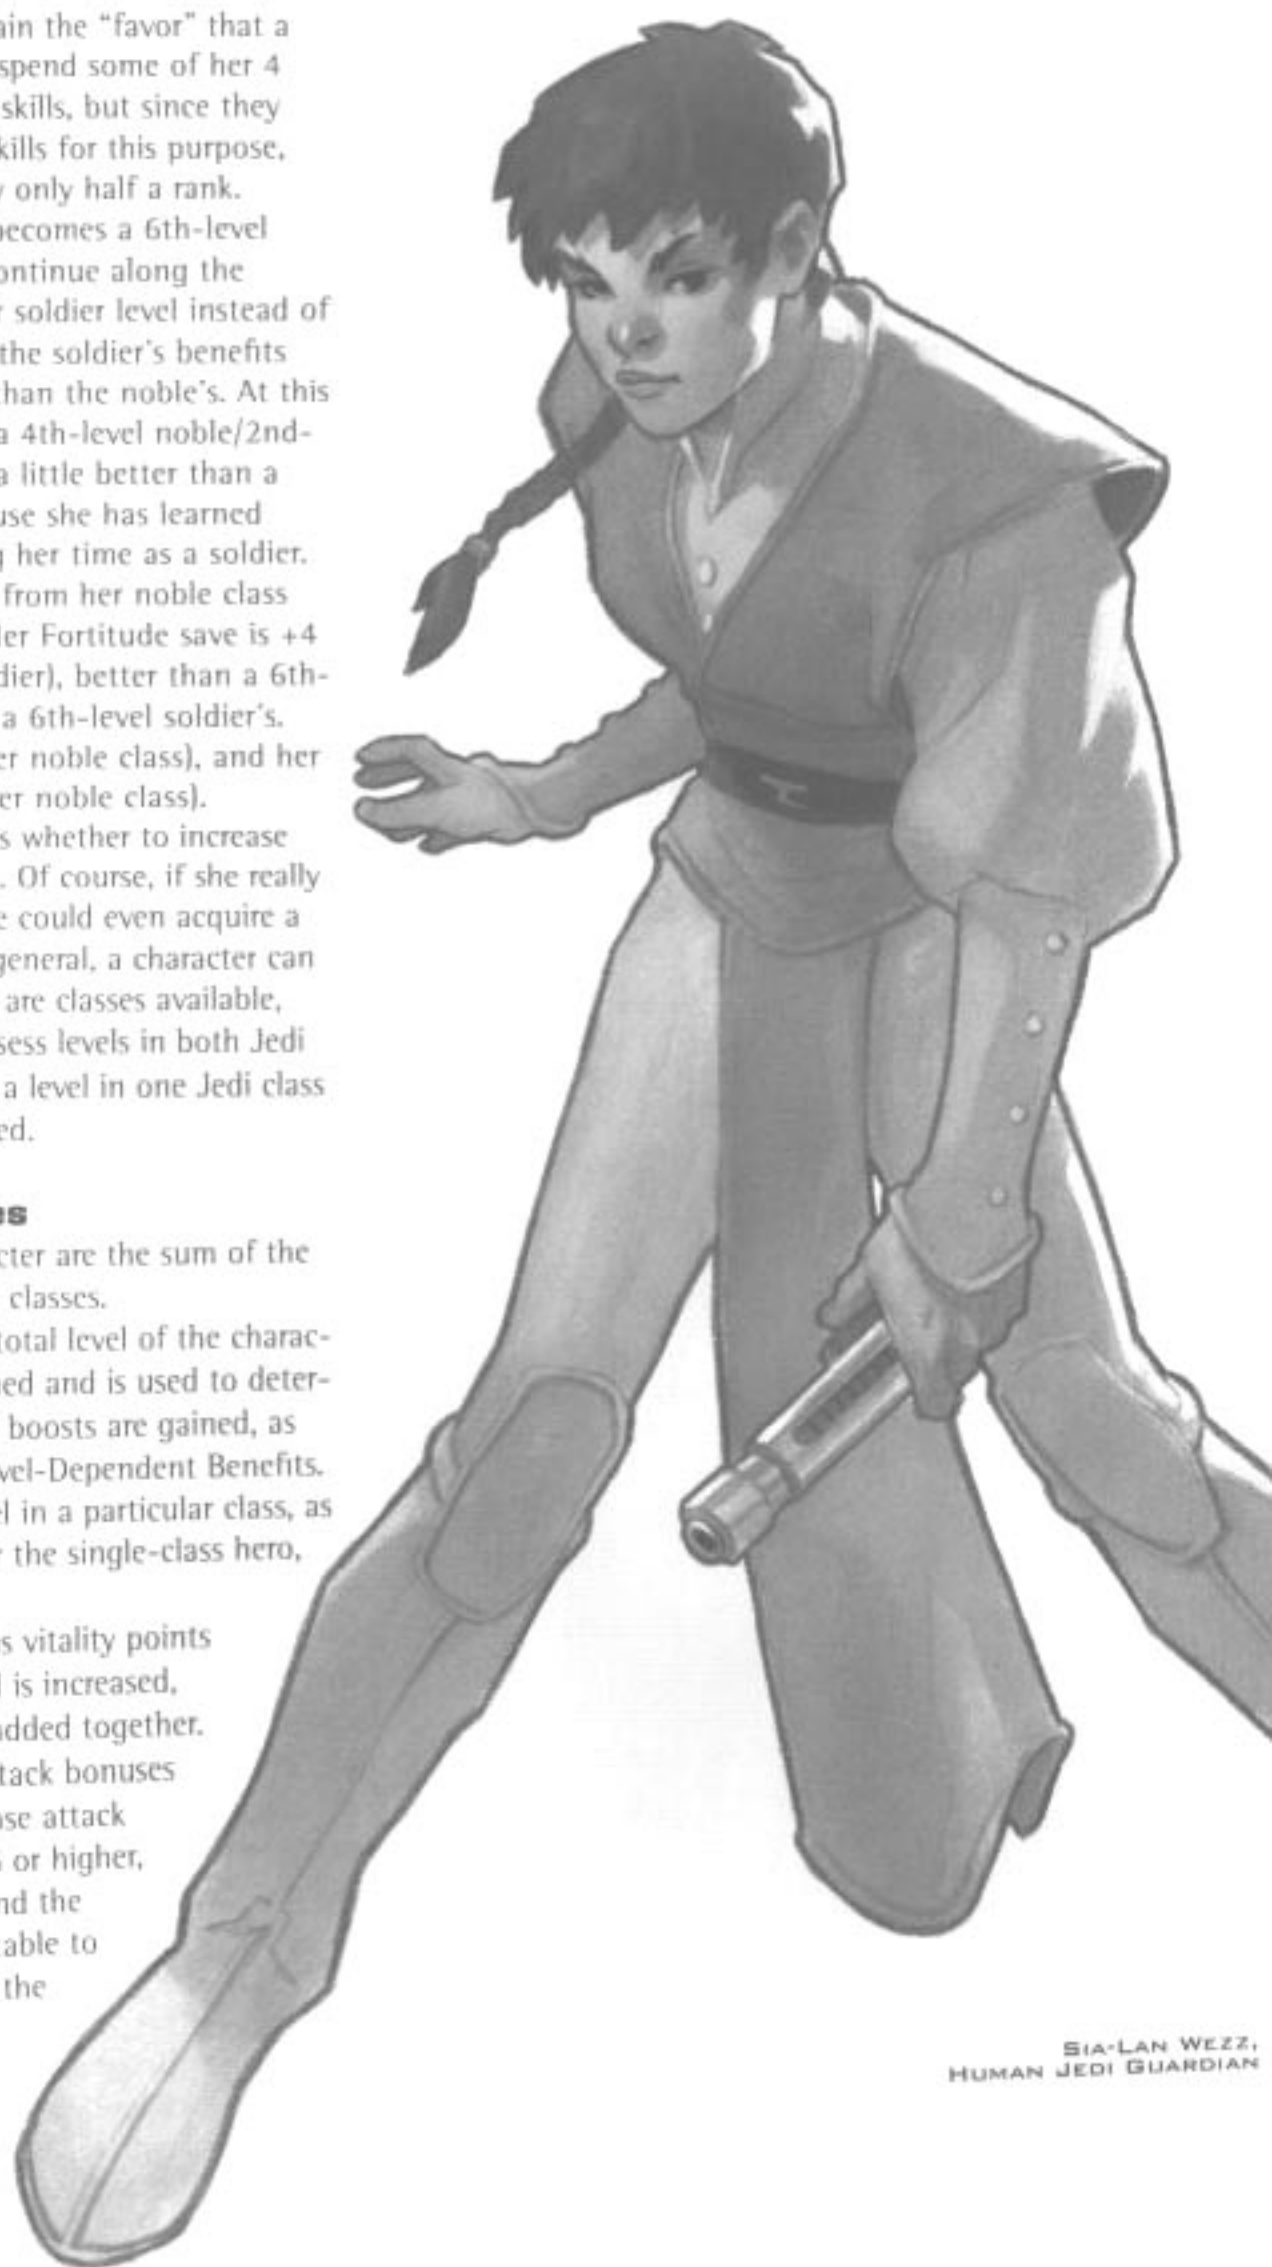 ain the “favor” that a
spend some of her 4
skills, but since they
kills for this purpose,
y only half a rank.
becomes a 6th-level
ontinue along the
r soldier level instead of
the soldier's benefits
than the noble's. At this
a 4th-level noble/2nd-
a little better than a
use she has learned
g her time as a soldier.
from her noble class
Her Fortitude save is +4
dier), better than a 6th-
a 6th-level soldier's.
er noble class), and her
er noble class).
s whether to increase
. Of course, if she really
e could even acquire a
general, a character can
are classes available,
sess levels in both Jedi
a level in one Jedi class
ed.
es
cter are the sum of the
classes.
total level of the charac-
ed and is used to deter-
boosts are gained, as
vel-Dependent Benefits.
el in a particular class, as
r the single-class hero,
s vitality points
l is increased,
added together.
tack bonuses
ase attack
or higher,
nd the
able to
the
SIA-LAN WEZZ,
HUMAN JEDI GUARDIAN